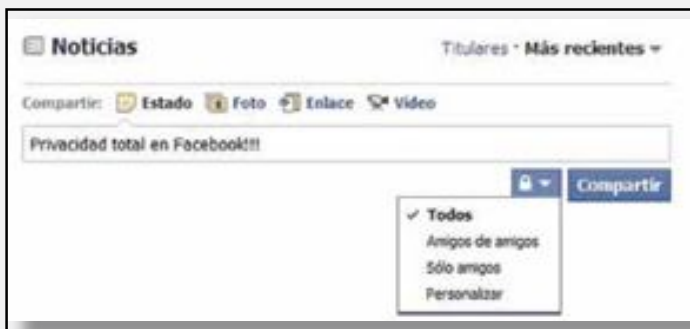 Noticias
Titulares · Más recientes
Compartir: Estado Foto Enlace Vídeo
Privacidad total en Facebook!!!
Compartir
Todos
Amigos de amigos
Sólo amigos
Personalizar